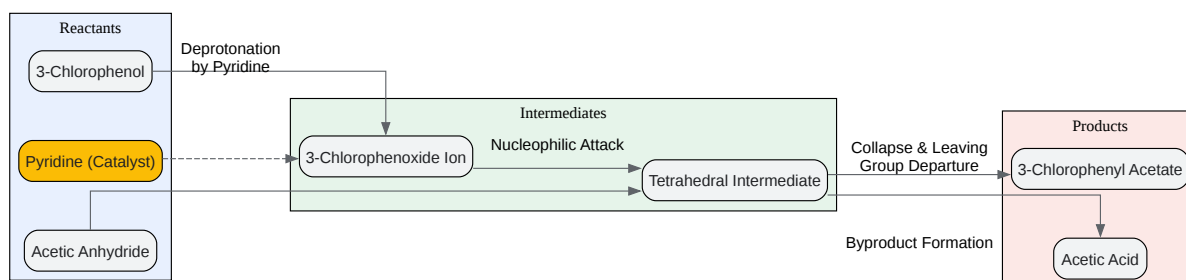 Reactants
3-Chlorophenol
Deprotonation
by Pyridine
Pyridine (Catalyst)
Acetic Anhydride
Intermediates
3-Chlorophenoxide Ion
Nucleophilic Attack
Tetrahedral Intermediate
Collapse & Leaving
Group Departure
Byproduct Formation
Products
3-Chlorophenyl Acetate
Acetic Acid